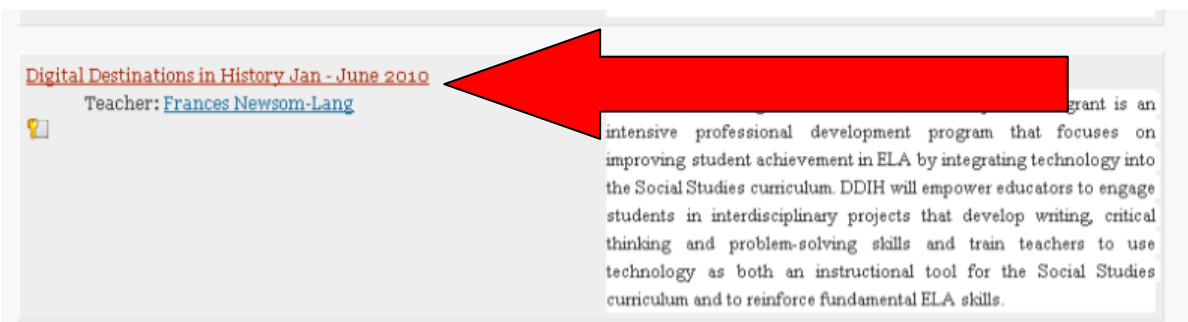 Digital Destinations in History Jan - June 2010
Teacher: Frances Newsom-Lang
grant is an
intensive professional development program that focuses on
improving student achievement in ELA by integrating technology into
the Social Studies curriculum. DDIH will empower educators to engage
students in interdisciplinary projects that develop writing, critical
thinking and problem-solving skills and train teachers to use
technology as both an instructional tool for the Social Studies
curriculum and to reinforce fundamental ELA skills.